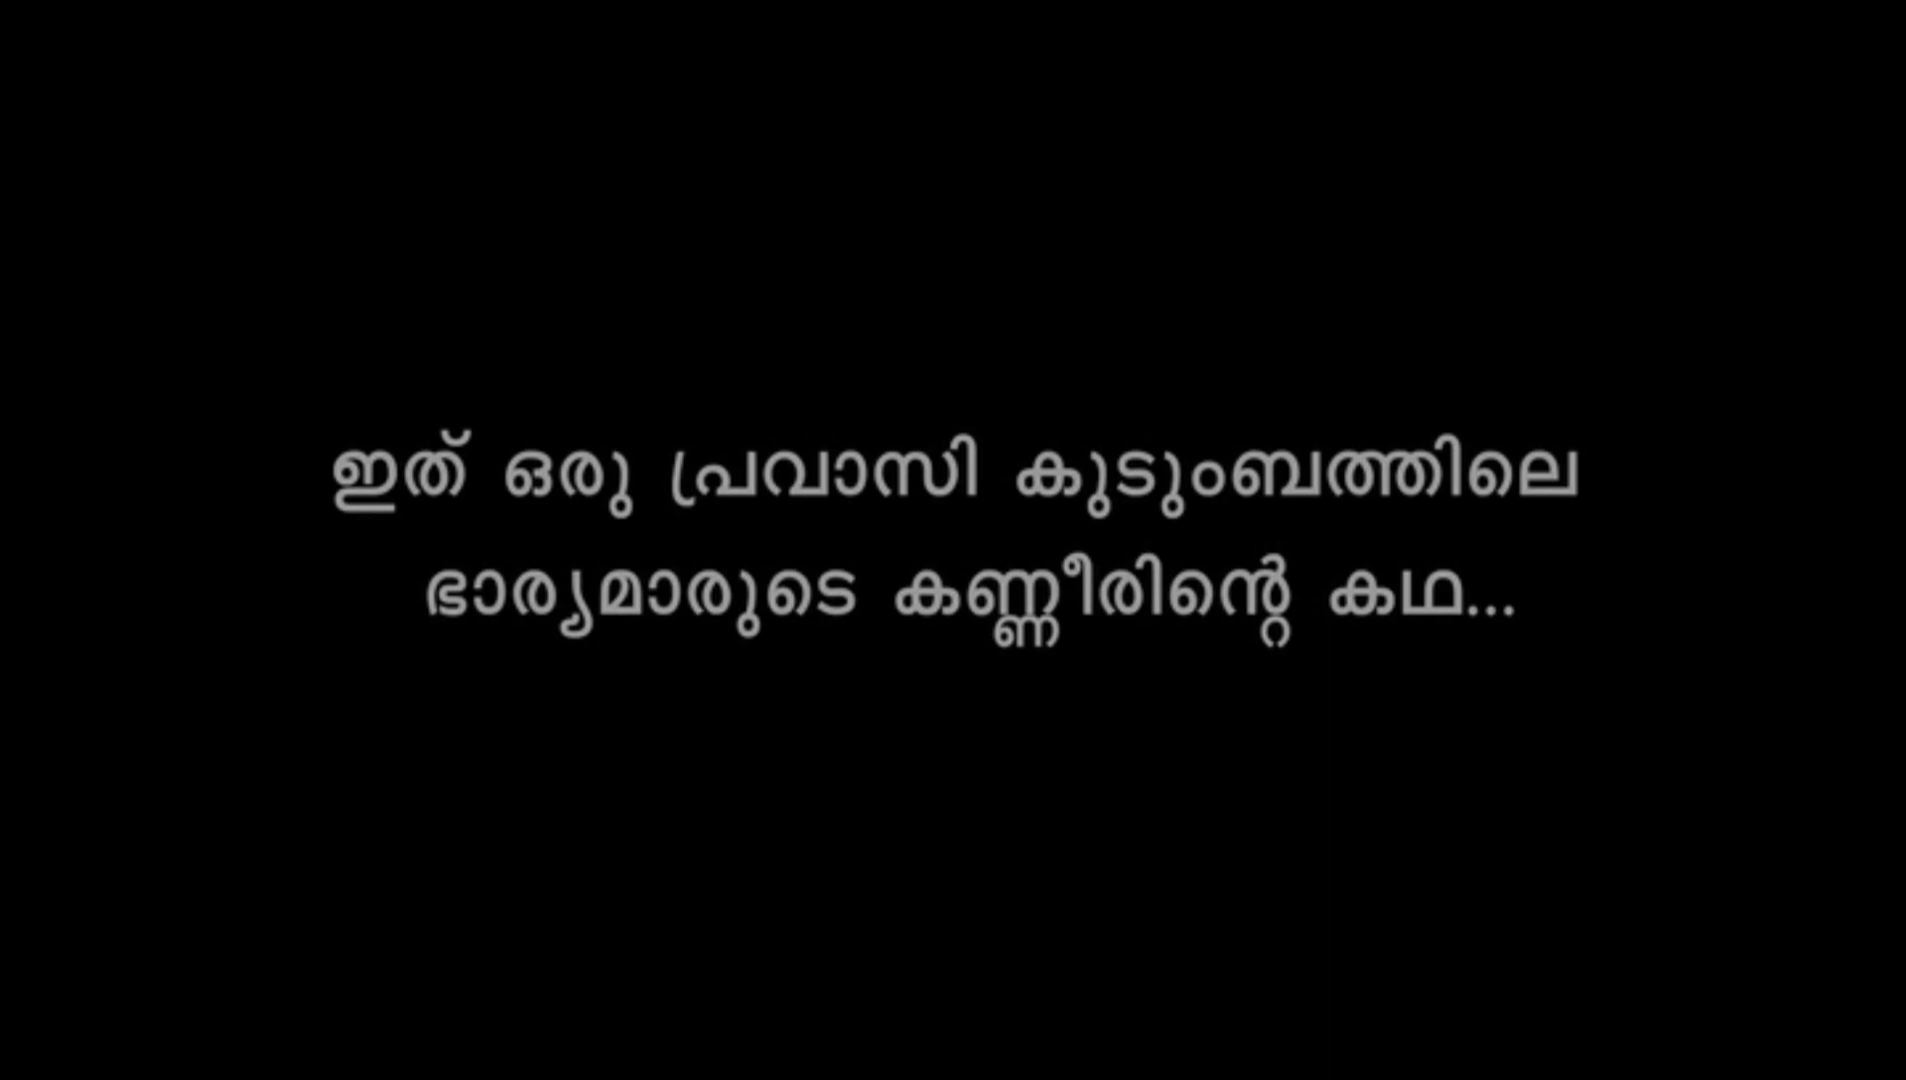 ഇത് ഒരു പ്രവാസി കുടുംബത്തിലെ
ഭാര്യമാരുടെ കണ്ണീരിന്റെ കഥ...